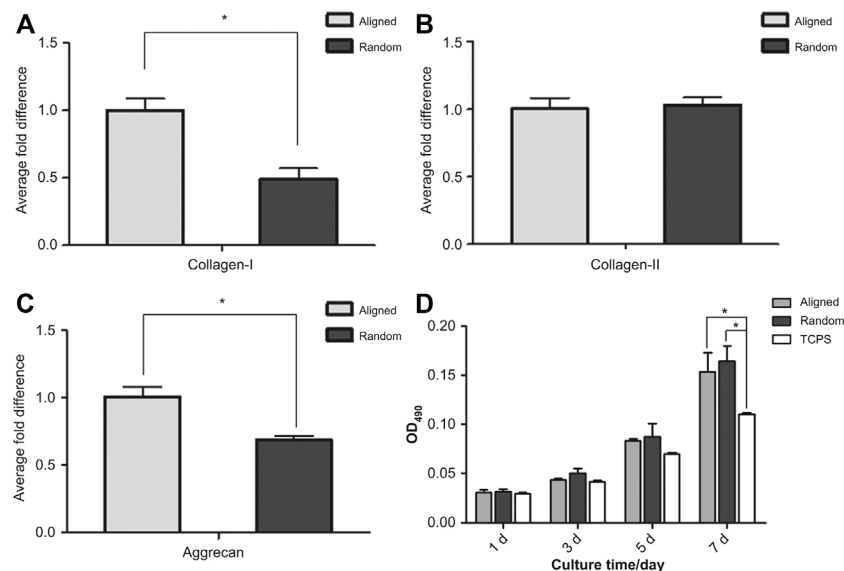 A
Aligned
Random
*
Average fold difference
1.5
1.0
0.5
0.0
Collagen-I
B
Aligned
Random
Average fold difference
1.5
1.0
0.5
0.0
Collagen-II
C
Aligned
Random
*
Average fold difference
1.5
1.0
0.5
0.0
Aggrecan
D
Aligned
Random
TCPS
*
*
OD490
0.20
0.15
0.10
0.05
0.00
1 d 3 d 5 d 7 d
Culture time/day